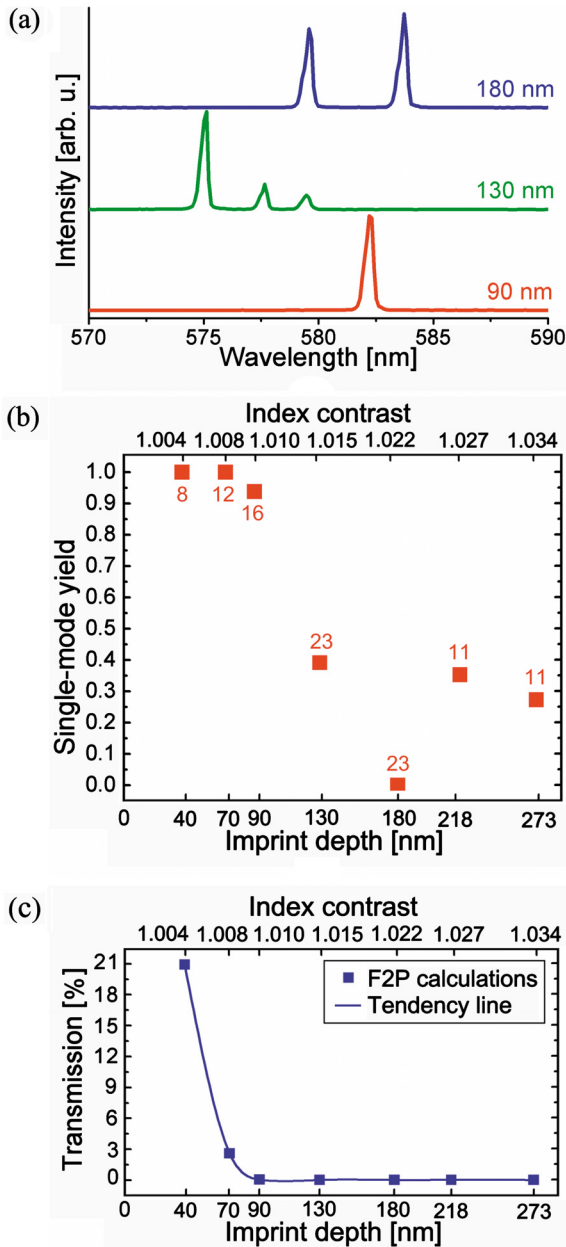 (a)
Intensity [arb. u.]
180 nm
130 nm
90 nm
570 575 580 585 590
Wavelength [nm]
(b)
Index contrast
1.004 1.008 1.010 1.015 1.022 1.027 1.034
Single-mode yield
1.0
0.9
0.8
0.7
0.6
0.5
0.4
0.3
0.2
0.1
0.0
8 12
16
23
11
11
23
0 40 70 90 130 180 218 273
Imprint depth [nm]
(c)
Index contrast
1.004 1.008 1.010 1.015 1.022 1.027 1.034
Transmission [%]
21
18
15
12
9
6
3
0
F2P calculations
Tendency line
0 40 70 90 130 180 218 273
Imprint depth [nm]